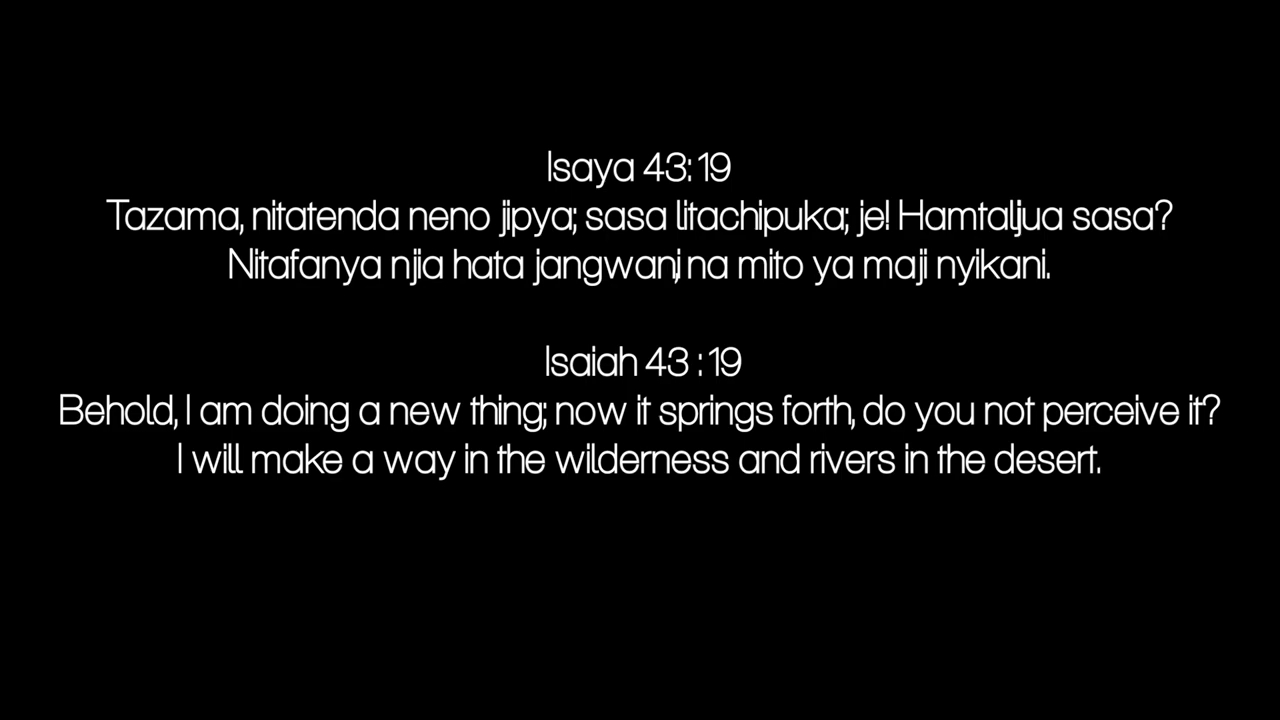 Isaya 43:19
Tazama, nitatenda neno jipya; sasa litachipuka; je! Hamtalijua sasa?
Nitafanya njia hata jangwani, na mito ya maji nyikani.
Isaiah 43 : 19
Behold, I am doing a new thing; now it springs forth, do you not perceive it?
I will make a way in the wilderness and rivers in the desert.